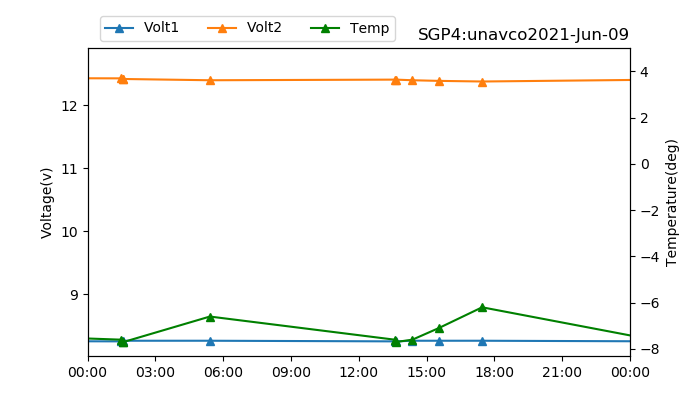 Volt1 Volt2 Temp
SGP4:unavco2021-Jun-09
Voltage(v)
12
11
10
9
Temperature(deg)
4
2
0
−2
−4
−6
−8
00:00 03:00 06:00 09:00 12:00 15:00 18:00 21:00 00:00